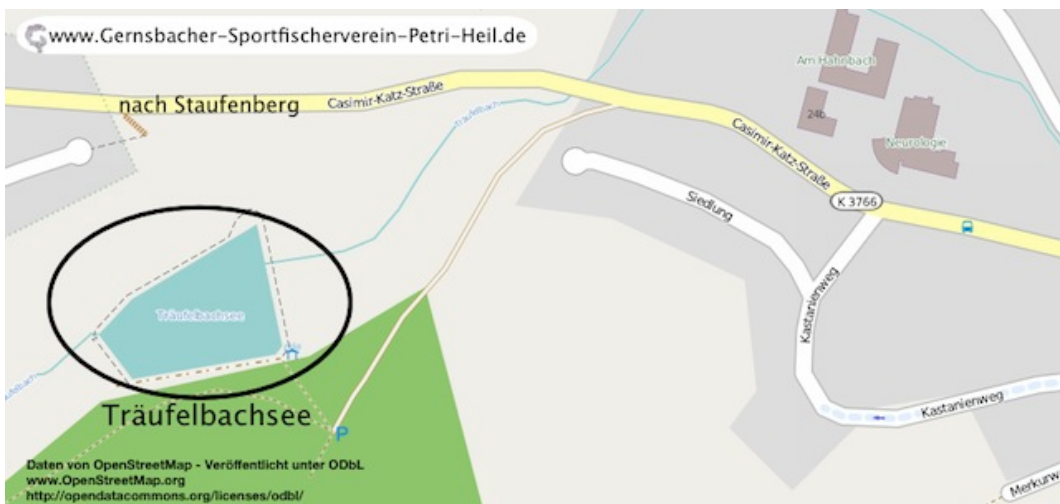 www.Gernsbacher-Sportfischerverein-Petri-Heil.de
nach Staufenberg
Casimir-Katz-Straße
Träufelbach
Am Hahnbach
24b
Neurologie
Casimir-Katz-Straße
K 3766
Siedlung
Kastanienweg
Träufelbachsee
Träufelbachsee
P
Kastanienweg
Daten von OpenStreetMap - Veröffentlicht unter ODbL
www.OpenStreetMap.org
http://opendatacommons.org/licenses/odbl/
Merkurw